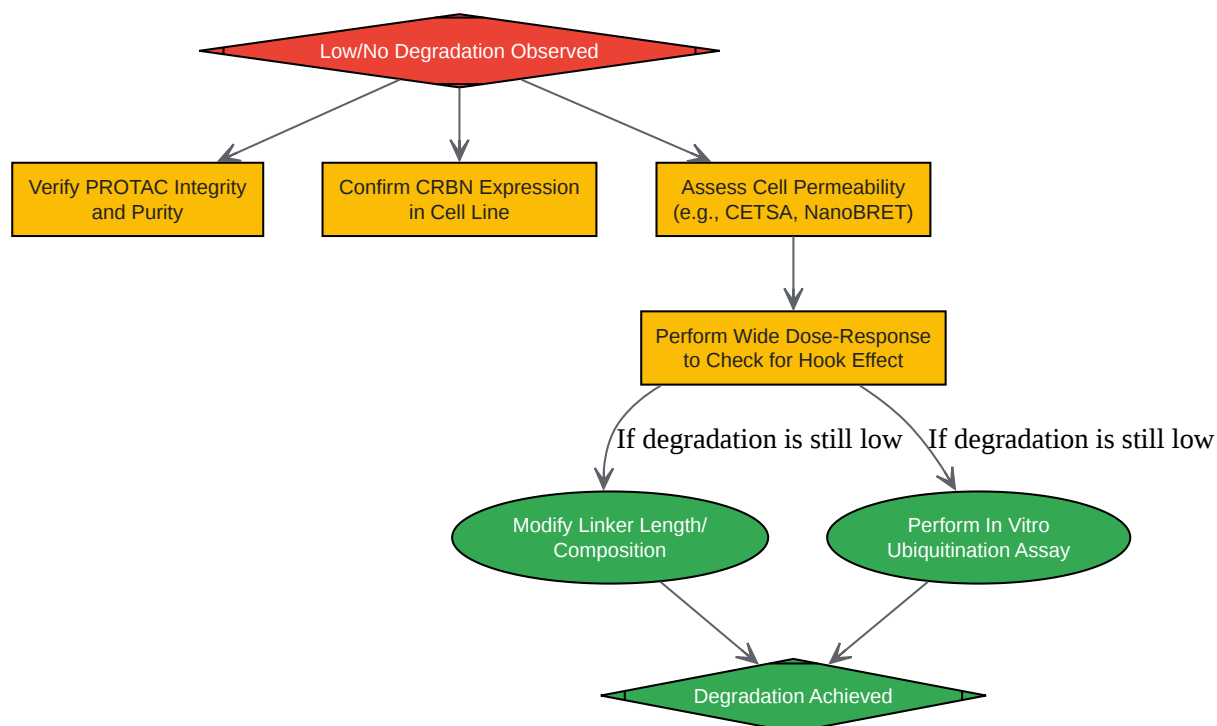 Low/No Degradation Observed
Verify PROTAC Integrity
and Purity
Confirm CRBN Expression
in Cell Line
Assess Cell Permeability
(e.g., CETSA, NanoBRET)
Perform Wide Dose-Response
to Check for Hook Effect
If degradation is still low
If degradation is still low
Modify Linker Length/
Composition
Perform In Vitro
Ubiquitination Assay
Degradation Achieved